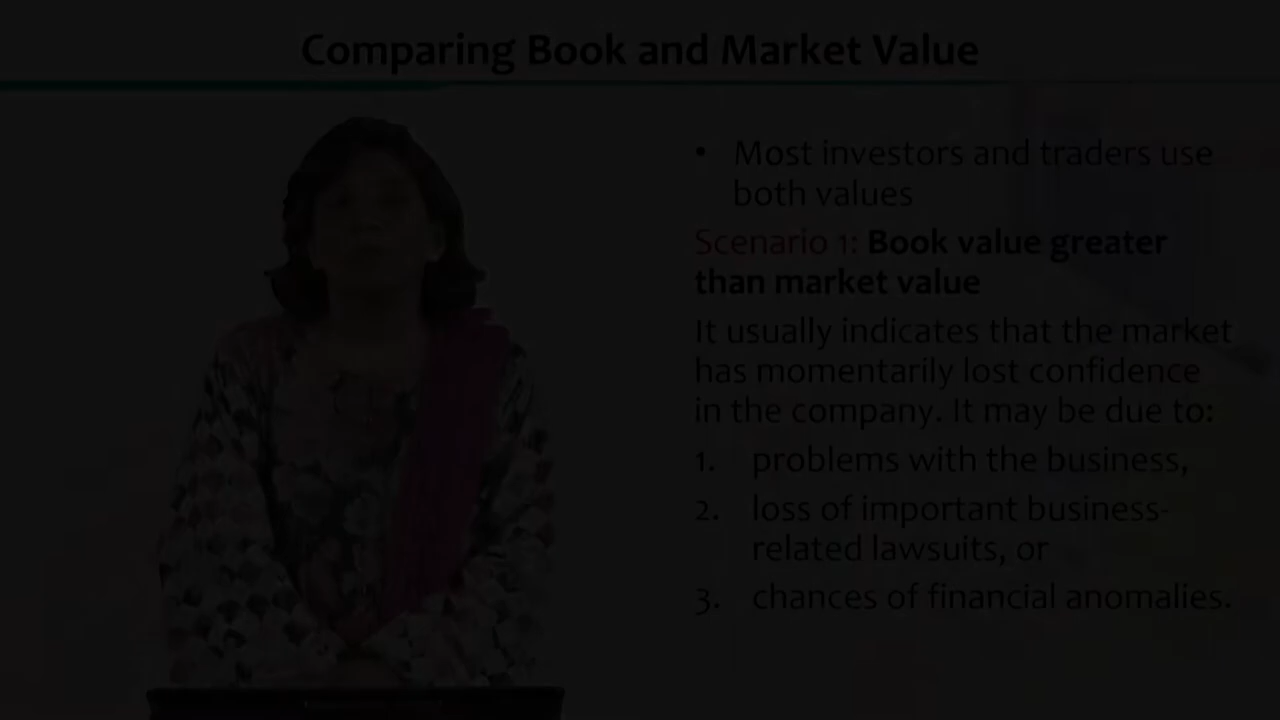 Comparing Book and Market Value
• Most investors and traders use
both values
Scenario 1: Book value greater
than market value
It usually indicates that the market
has momentarily lost confidence
in the company. It may be due to:
1. problems with the business,
2. loss of important business-
related lawsuits, or
3. chances of financial anomalies.